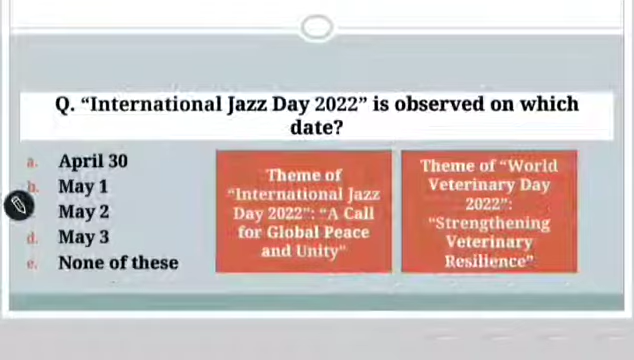 Q. “International Jazz Day 2022” is observed on which
date?
a. April 30
b. May 1
May 2
d. May 3
e. None of these
Theme of
“International Jazz
Day 2022”: “A Call
for Global Peace
and Unity”
Theme of “World
Veterinary Day
2022”:
“Strengthening
Veterinary
Resilience”